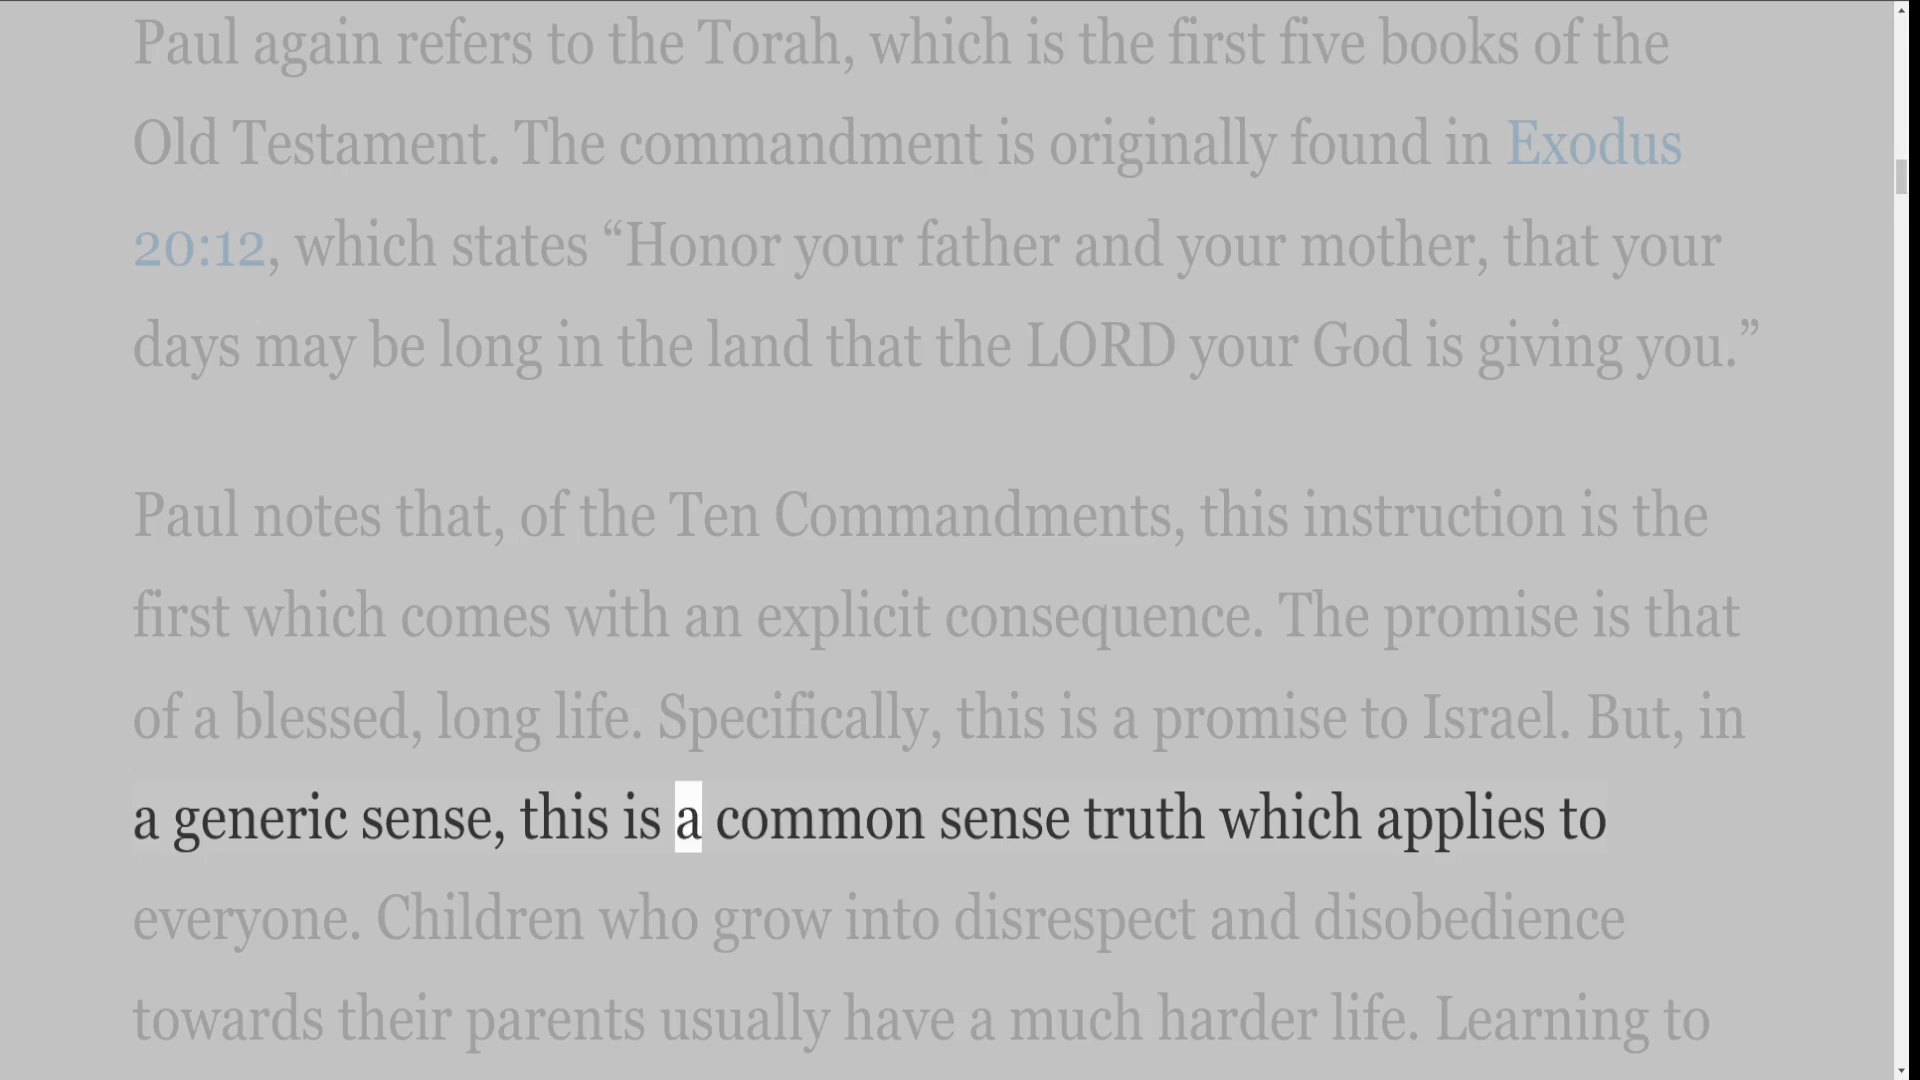 Paul again refers to the Torah, which is the first five books of the
Old Testament. The commandment is originally found in Exodus
20:12, which states “Honor your father and your mother, that your
days may be long in the land that the LORD your God is giving you.”
Paul notes that, of the Ten Commandments, this instruction is the
first which comes with an explicit consequence. The promise is that
of a blessed, long life. Specifically, this is a promise to Israel. But, in
a generic sense, this is a common sense truth which applies to
everyone. Children who grow into disrespect and disobedience
towards their parents usually have a much harder life. Learning to